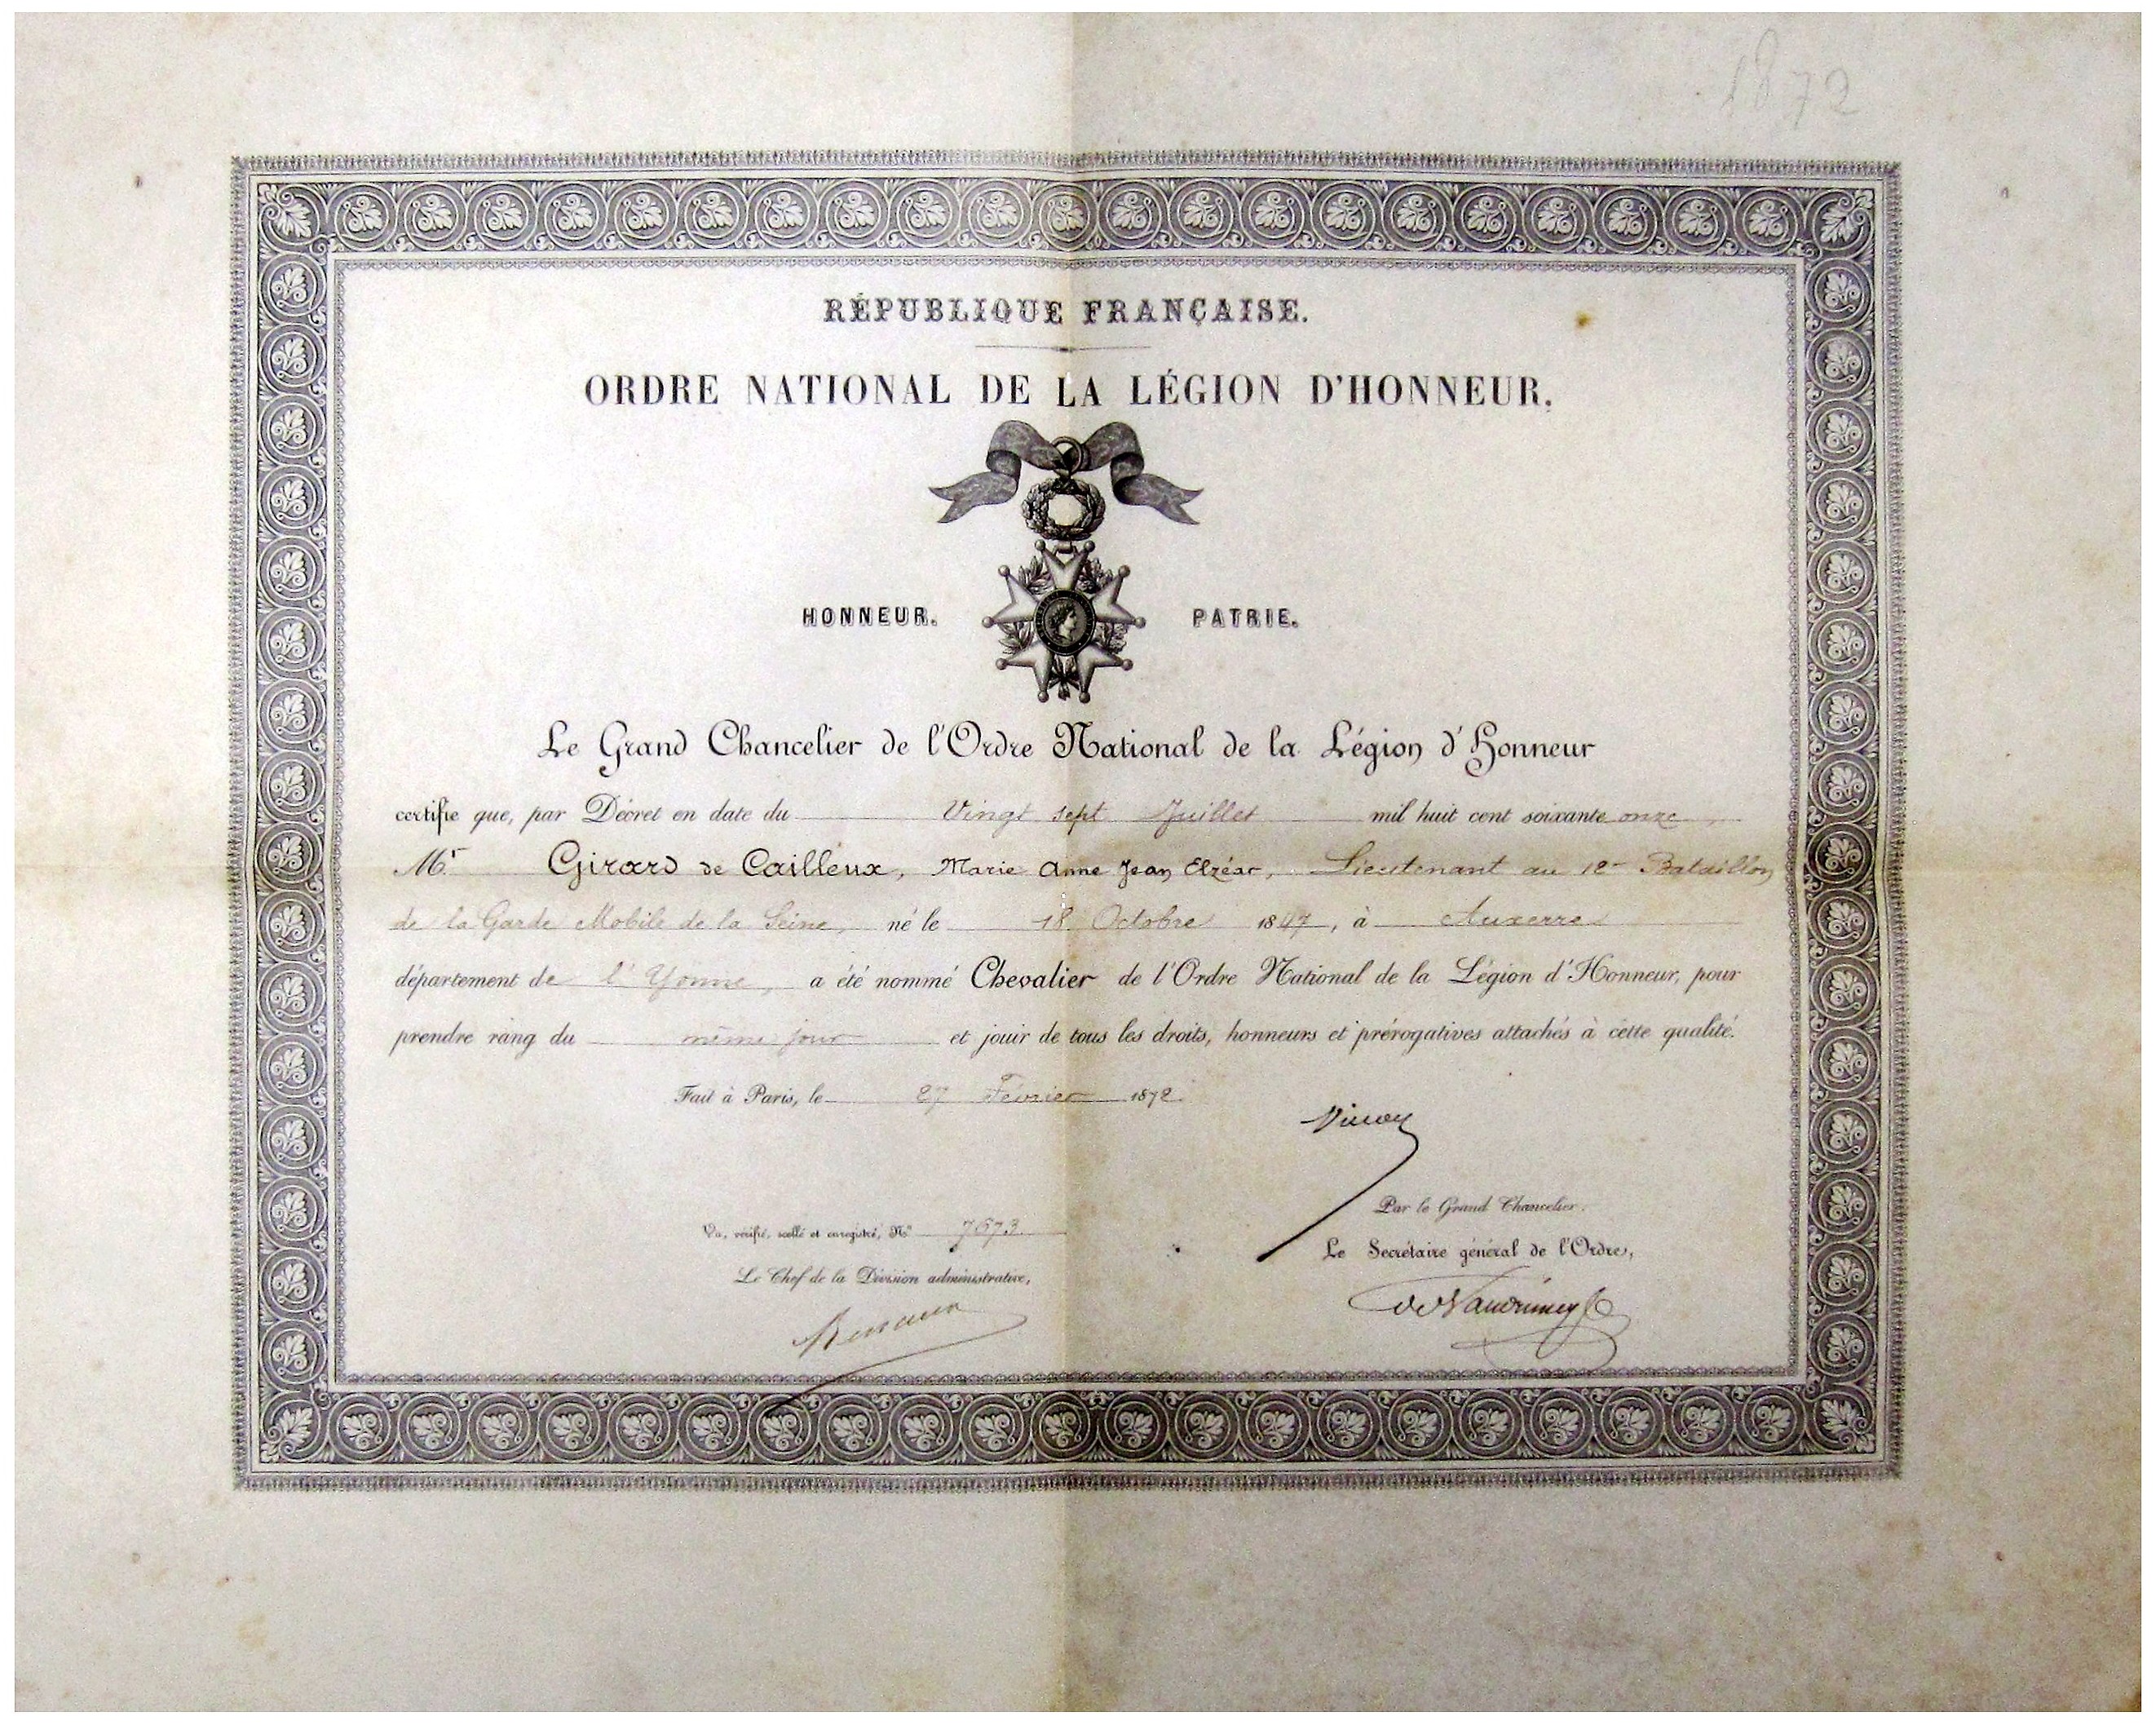 1872
RÉPUBLIQUE FRANÇAISE.
ORDRE NATIONAL DE LA LÉGION D'HONNEUR.
HONNEUR. PATRIE.
Le Grand Chancelier de l'Ordre National de la Légion d'Honneur
certifie que, par Décret en date du Vingt sept Juillet mil huit cent soixante onze,
Mr. Girard de Cailleux, Marie Anne Jean Elzéar, Lieutenant au 12e Bataillon
de la Garde Mobile de la Seine, né le 18 Octobre 1847, à Auxerre
département de l'Yonne, a été nommé Chevalier de l'Ordre National de la Légion d'Honneur, pour
prendre rang du même jour et jouir de tous les droits, honneurs et prérogatives attachés à cette qualité.
Fait à Paris, le 27 Février 1872.
Vinoy
Par le Grand Chancelier.
Vu, vérifié, scellé et enregistré, No 7673
Le Secrétaire général de l'Ordre,
Le Chef de la Division administrative,